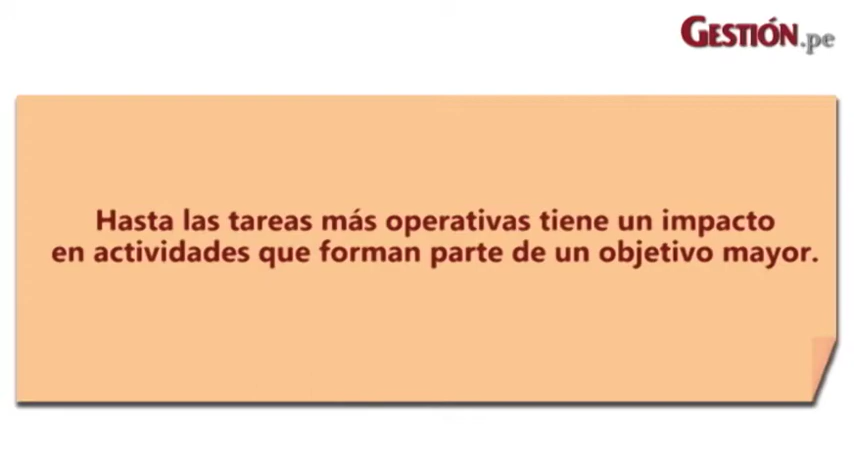 GESTIÓN.pe
Hasta las tareas más operativas tiene un impacto
en actividades que forman parte de un objetivo mayor.